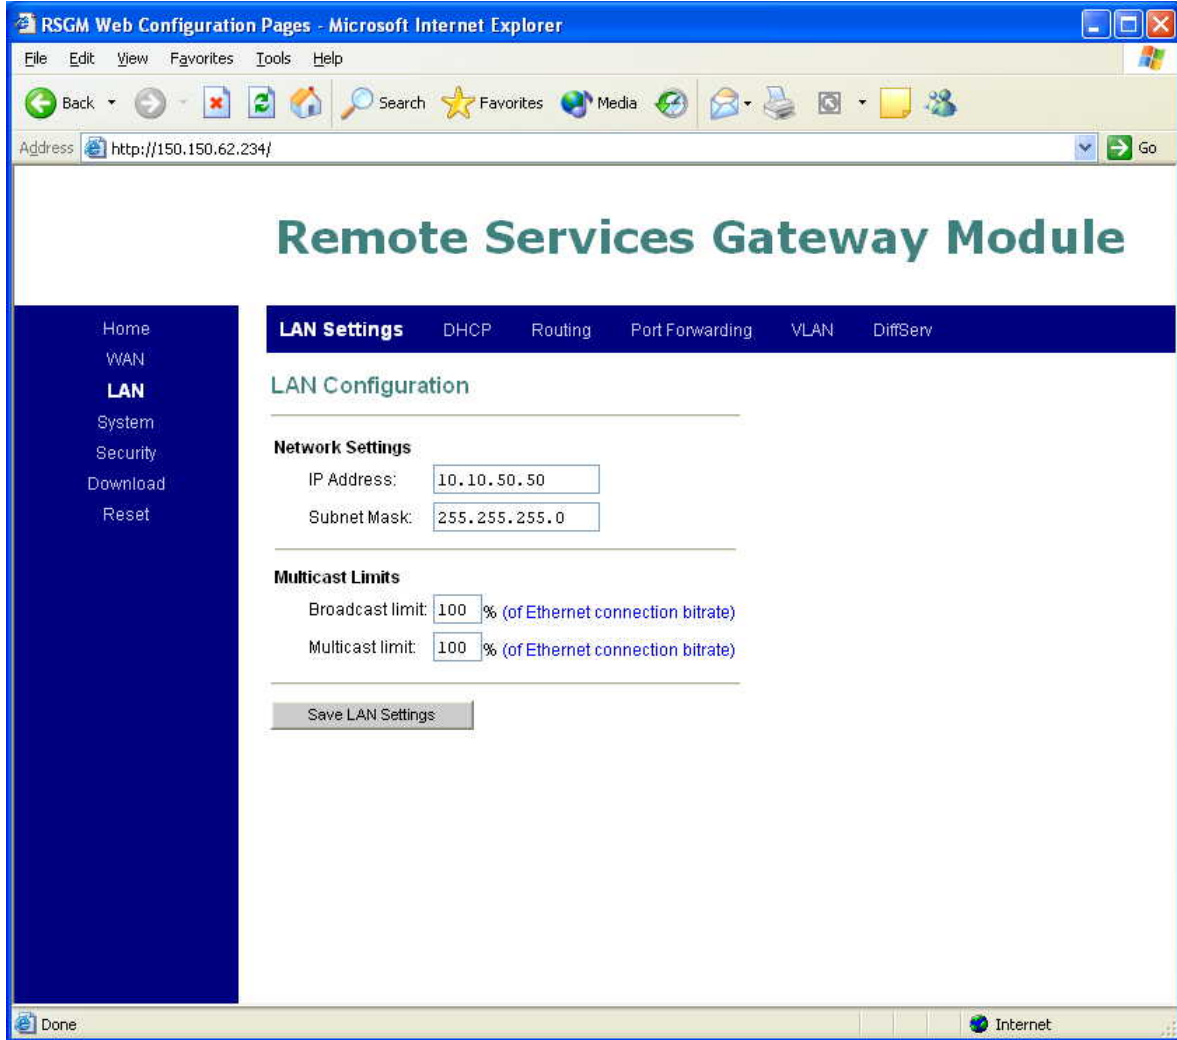 RSGM Web Configuration Pages - Microsoft Internet Explorer
File Edit View Favorites Tools Help
Back Search Favorites Media
Address http://150.150.62.234/ Go
Remote Services Gateway Module
Home
WAN
LAN
System
Security
Download
Reset
LAN Settings DHCP Routing Port Forwarding VLAN DiffServ
LAN Configuration
Network Settings
IP Address: 10.10.50.50
Subnet Mask: 255.255.255.0
Multicast Limits
Broadcast limit: 100 % (of Ethernet connection bitrate)
Multicast limit: 100 % (of Ethernet connection bitrate)
Save LAN Settings
Done Internet